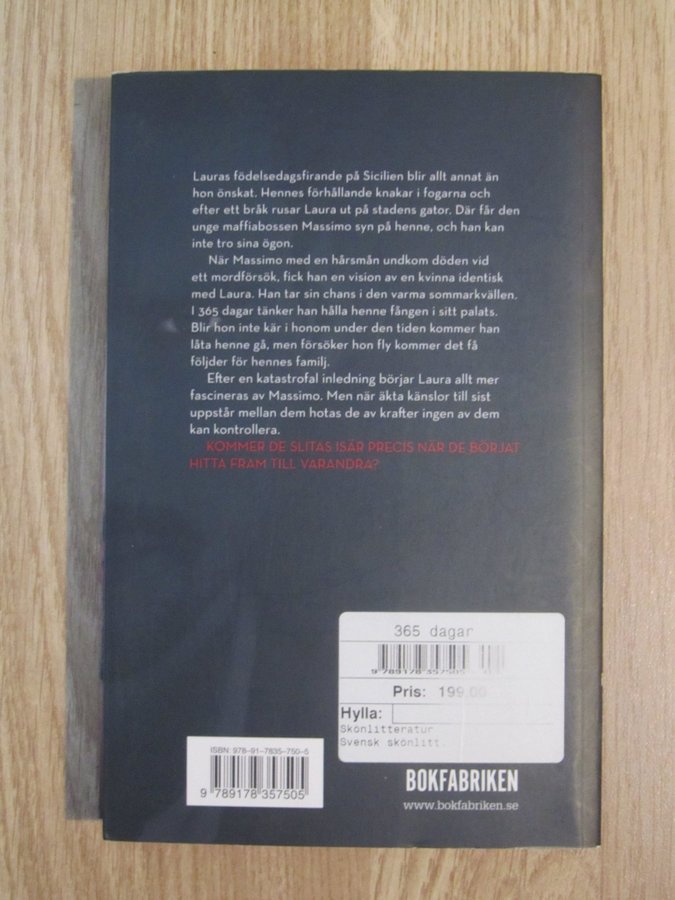 Lauras födelsedagsfirande på Sicilien blir allt annat än
hon önskat. Hennes förhållande knakar i fogarna och
efter ett bråk rusar Laura ut på stadens gator. Där får den
unge maffiabossen Massimo syn på henne, och han kan
inte tro sina ögon.
När Massimo med en hårsmån undkom döden vid
ett mordförsök, fick han en vision av en kvinna identisk
med Laura. Han tar sin chans i den varma sommarkvällen.
I 365 dagar tänker han hålla henne fången i sitt palats.
Blir hon inte kär i honom under den tiden kommer han
låta henne gå, men försöker hon fly kommer det få
följder för hennes familj.
Efter en katastrofal inledning börjar Laura allt mer
fascineras av Massimo. Men när äkta känslor till sist
uppstår mellan dem hotas de av krafter ingen av dem
kan kontrollera.
KOMMER DE SLITAS ISÄR PRECIS NÄR DE BÖRJAT
HITTA FRAM TILL VARANDRA?
365 dagar
9 789178 357505
Pris: 199.00
Hylla:
Skönlitteratur
Svensk skönlitt.
ISBN 978-91-7835-750-5
9 789178 357505
BOKFABRIKEN
www.bokfabriken.se